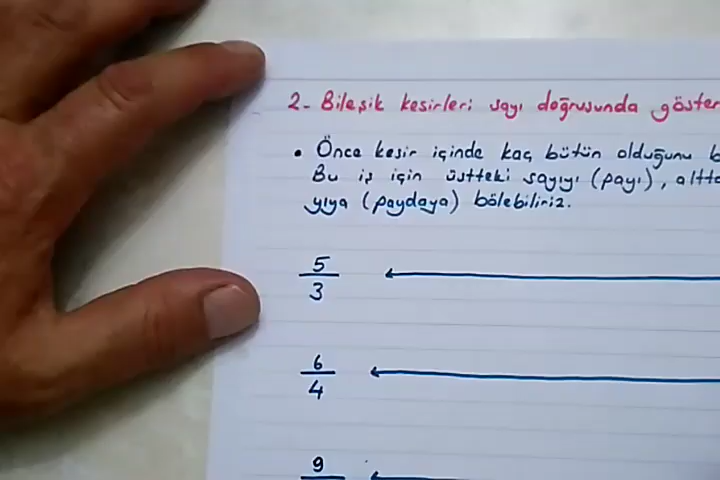 2- Bileşik kesirleri sayı doğrusunda göster
• Önce kesir içinde kaç bütün olduğunu b
Bu iş için üstteki sayıyı (payı), altta
yıya (paydaya) bölebiliriz.
5
3
6
4
9